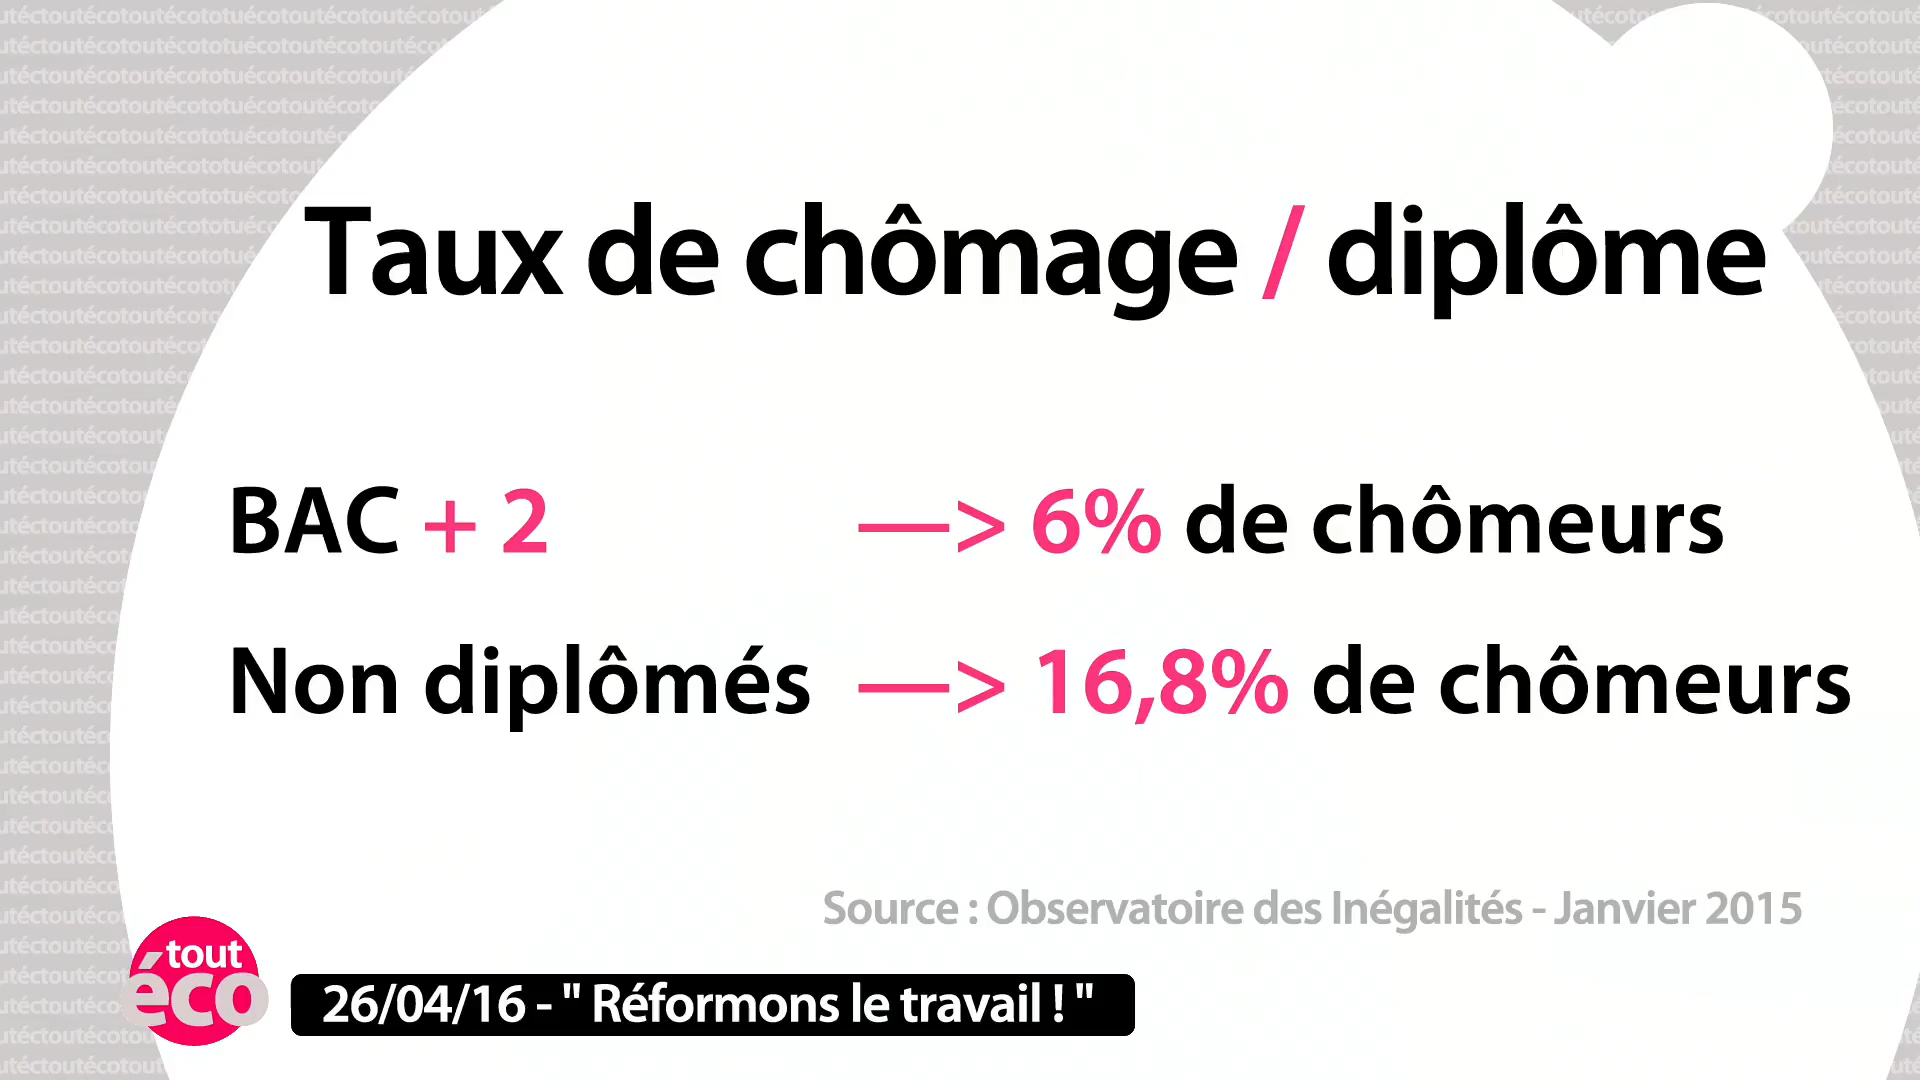 Taux de chômage / diplôme
BAC + 2 —> 6% de chômeurs
Non diplômés —> 16,8% de chômeurs
Source : Observatoire des Inégalités - Janvier 2015
tout
éco
26/04/16 - " Réformons le travail ! "